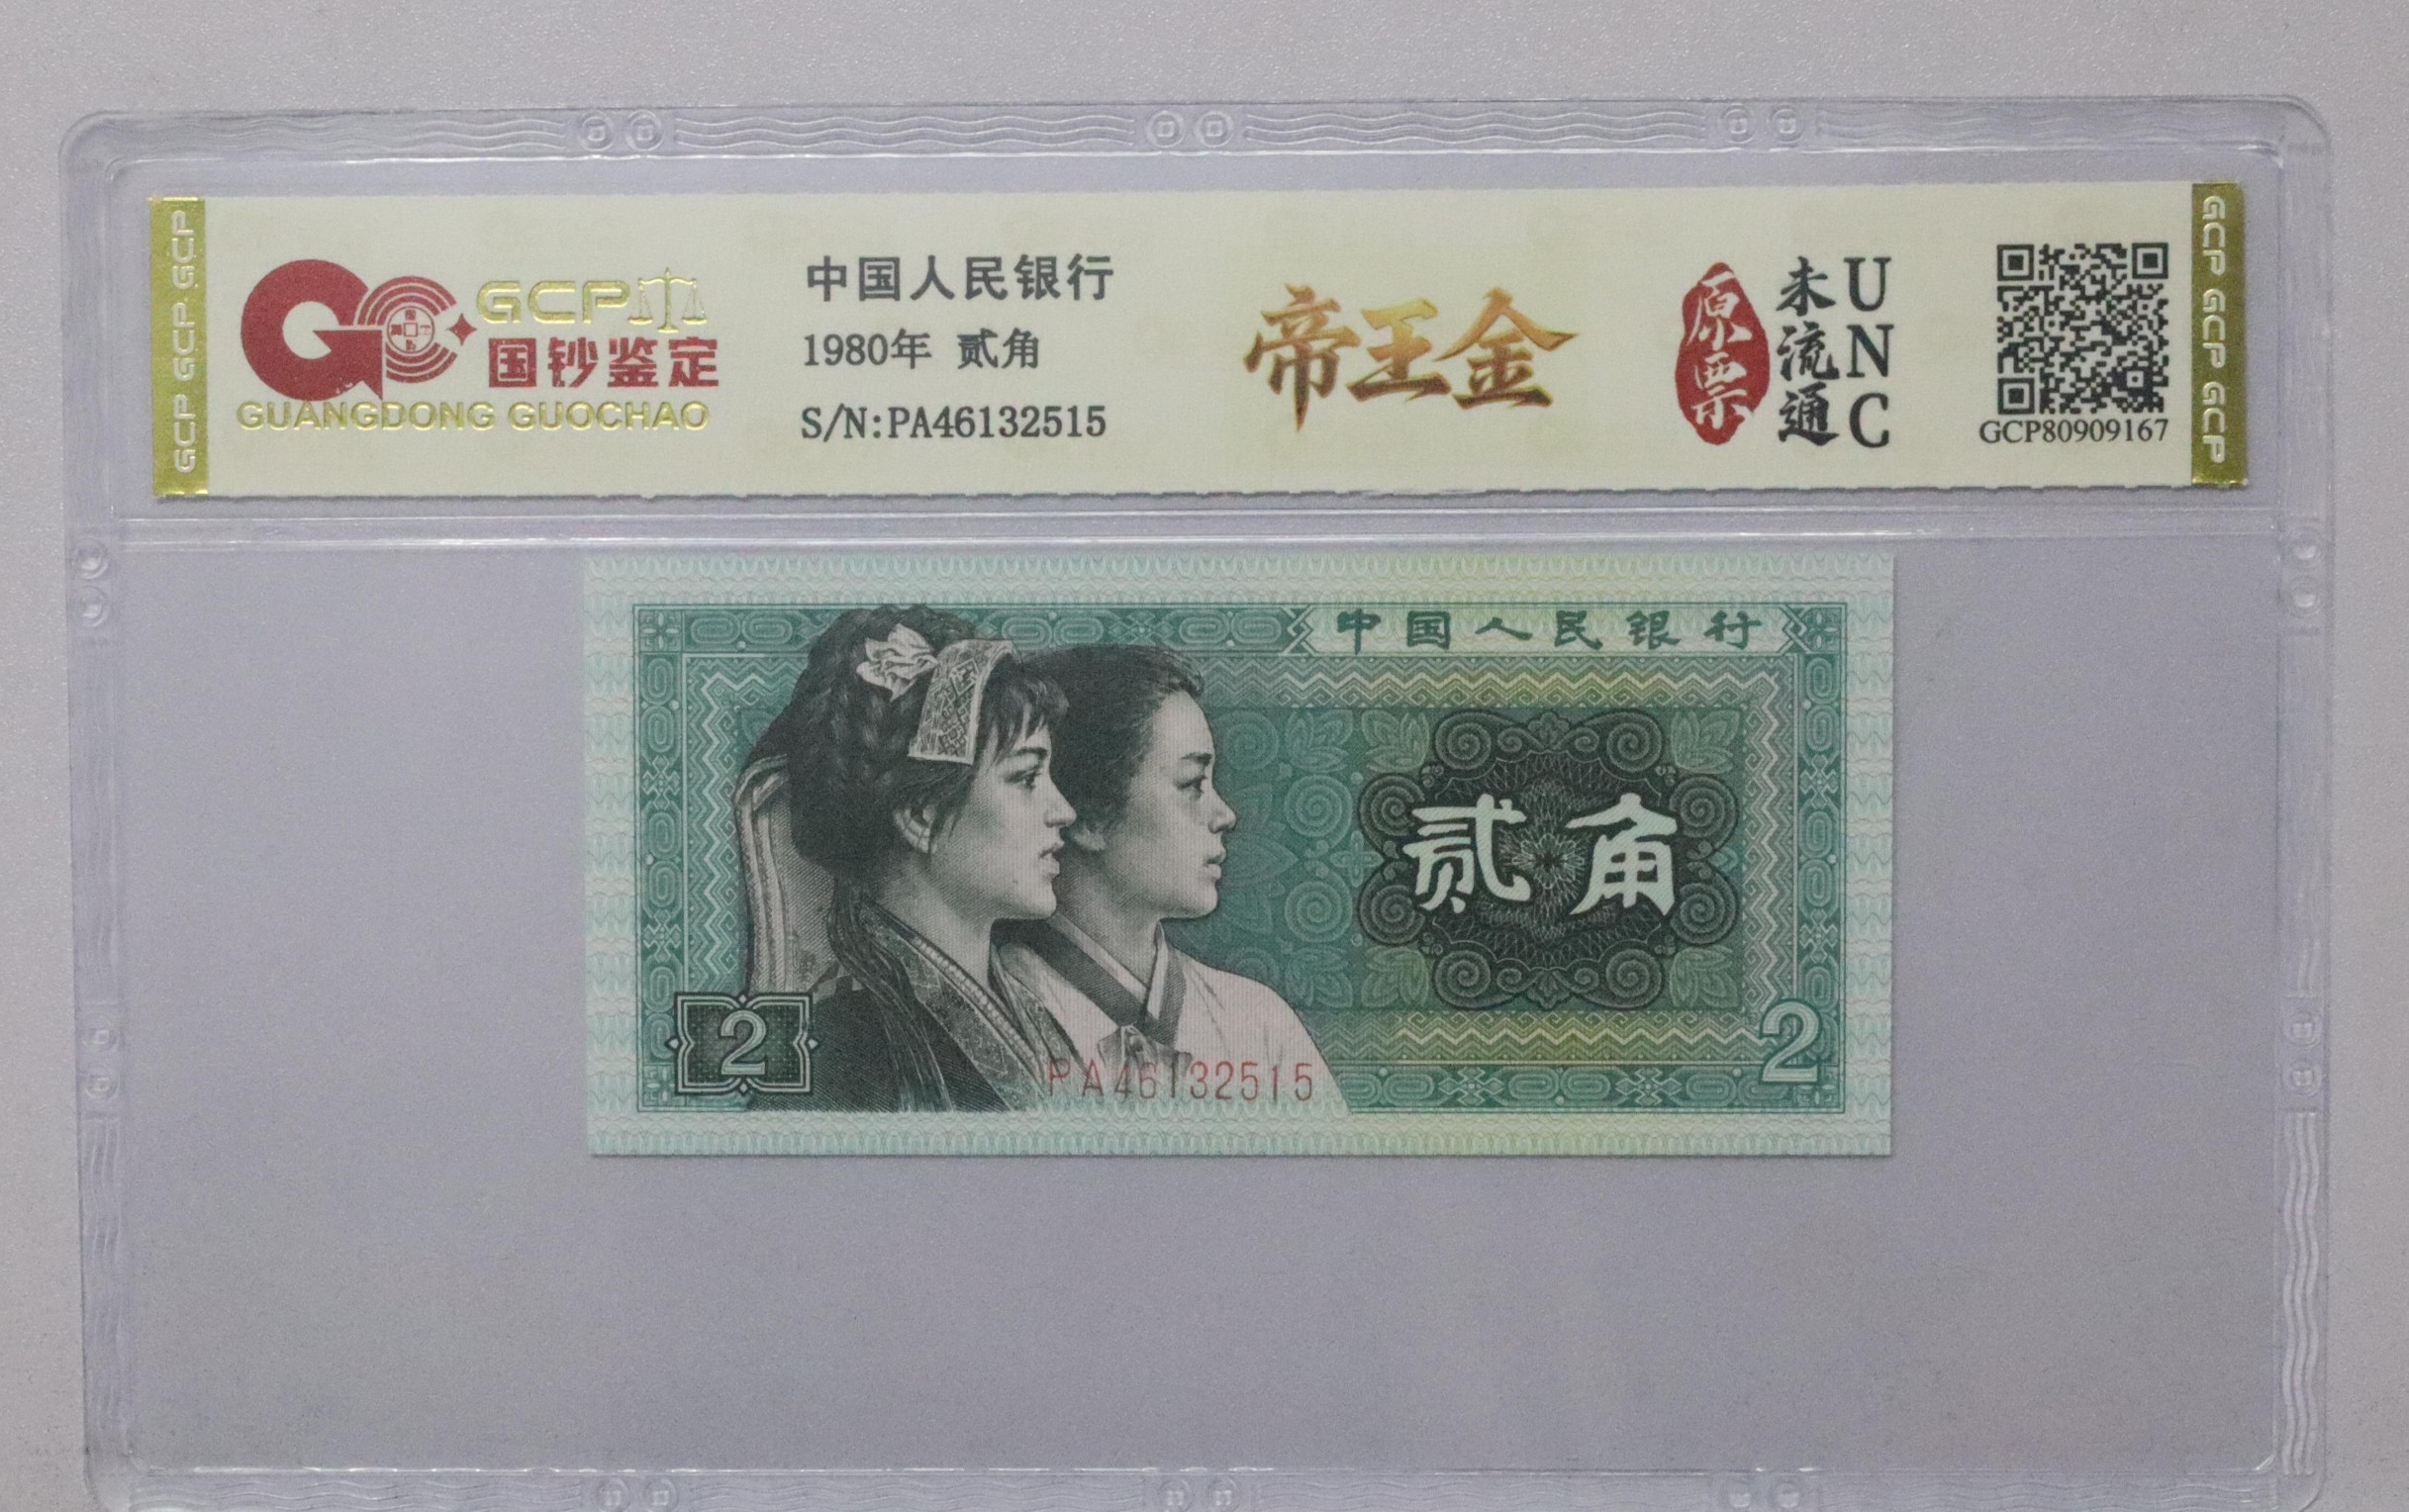 GCP GCP GCP
GCP
国钞鉴定
GUANGDONG GUOCHAO
中国人民银行
1980年 贰角
S/N:PA46132515
帝王金
原票
未流通
UNC
GCP80909167
GCP GCP GCP
中国人民银行
贰角
2
PA46132515
2